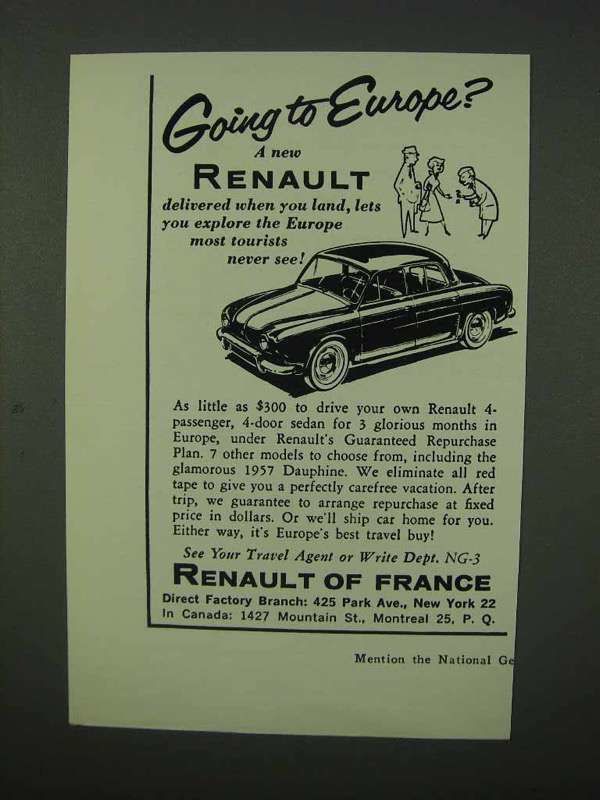 Going to Europe?
A new
RENAULT
delivered when you land, lets
you explore the Europe
most tourists
never see!
As little as $300 to drive your own Renault 4-
passenger, 4-door sedan for 3 glorious months in
Europe, under Renault's Guaranteed Repurchase
Plan. 7 other models to choose from, including the
glamorous 1957 Dauphine. We eliminate all red
tape to give you a perfectly carefree vacation. After
trip, we guarantee to arrange repurchase at fixed
price in dollars. Or we'll ship car home for you.
Either way, it's Europe's best travel buy!
See Your Travel Agent or Write Dept. NG-3
RENAULT OF FRANCE
Direct Factory Branch: 425 Park Ave., New York 22
In Canada: 1427 Mountain St., Montreal 25, P. Q.
Mention the National Ge